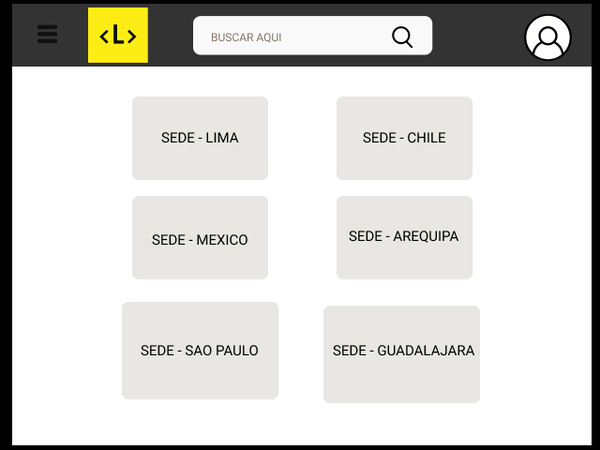 <L>
BUSCAR AQUI
SEDE - LIMA
SEDE - CHILE
SEDE - MEXICO
SEDE - AREQUIPA
SEDE - SAO PAULO
SEDE - GUADALAJARA